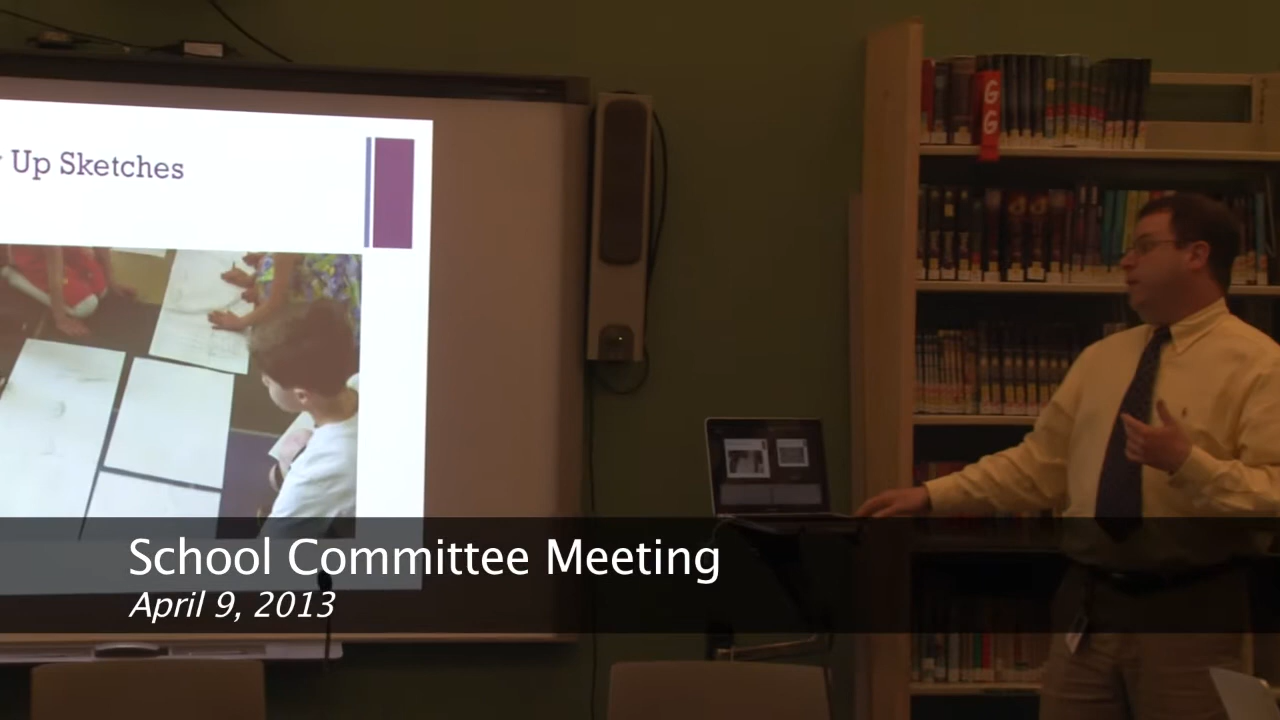 Up Sketches
G
G
School Committee Meeting
April 9, 2013